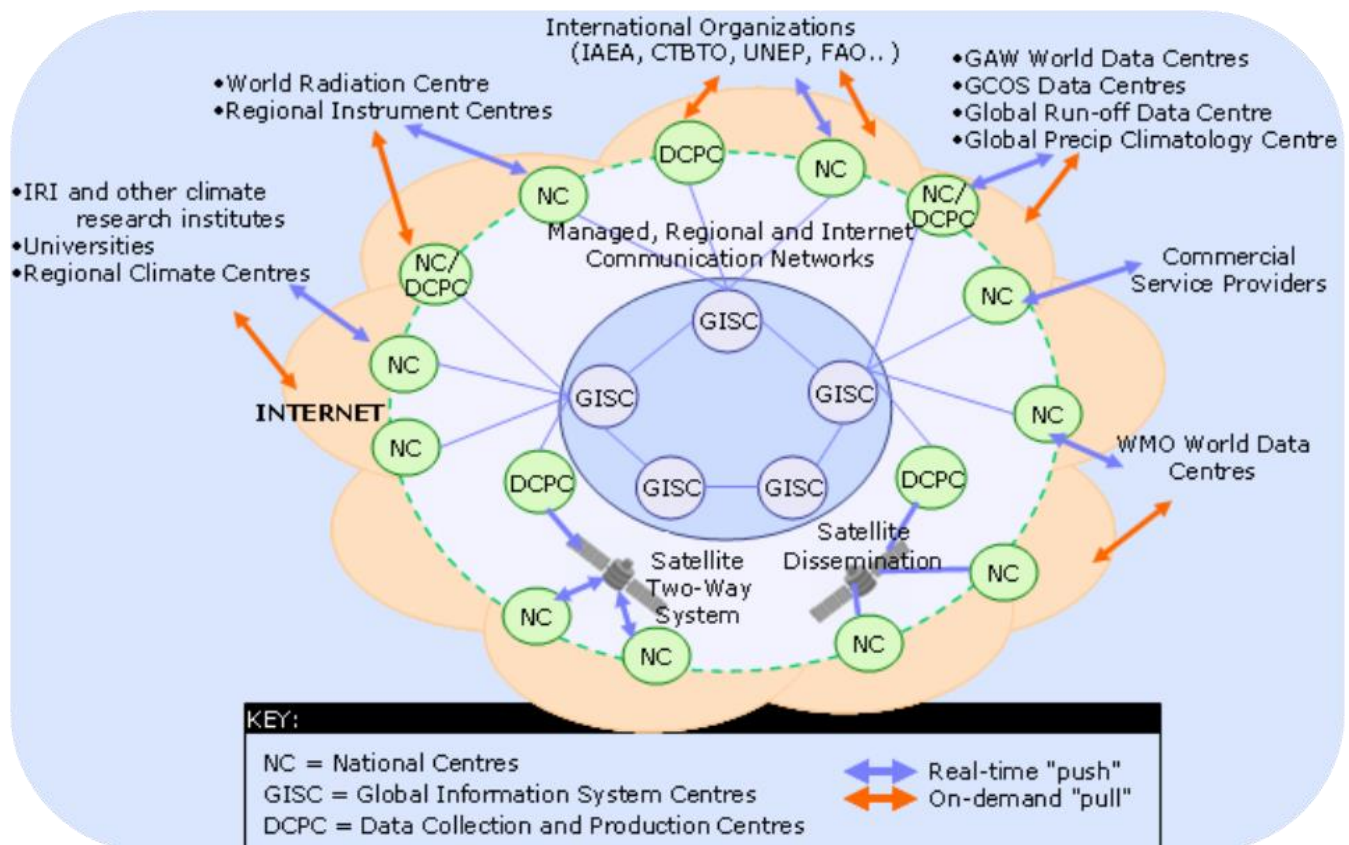 International Organizations
(IAEA, CTBTO, UNEP, FAO.. )
•World Radiation Centre
•Regional Instrument Centres
•GAW World Data Centres
•GCOS Data Centres
•Global Run-off Data Centre
•Global Precip Climatology Centre
•IRI and other climate
research institutes
•Universities
•Regional Climate Centres
DCPC
NC
NC
NC/
DCPC
Managed, Regional and Internet
Communication Networks
NC/
DCPC
Commercial
Service Providers
NC
GISC
NC
GISC
GISC
INTERNET
NC
NC
WMO World Data
Centres
DCPC
GISC
GISC
DCPC
Satellite
Two-Way
System
Satellite
Dissemination
NC
NC
NC
NC
KEY:
NC = National Centres
GISC = Global Information System Centres
DCPC = Data Collection and Production Centres
Real-time "push"
On-demand "pull"